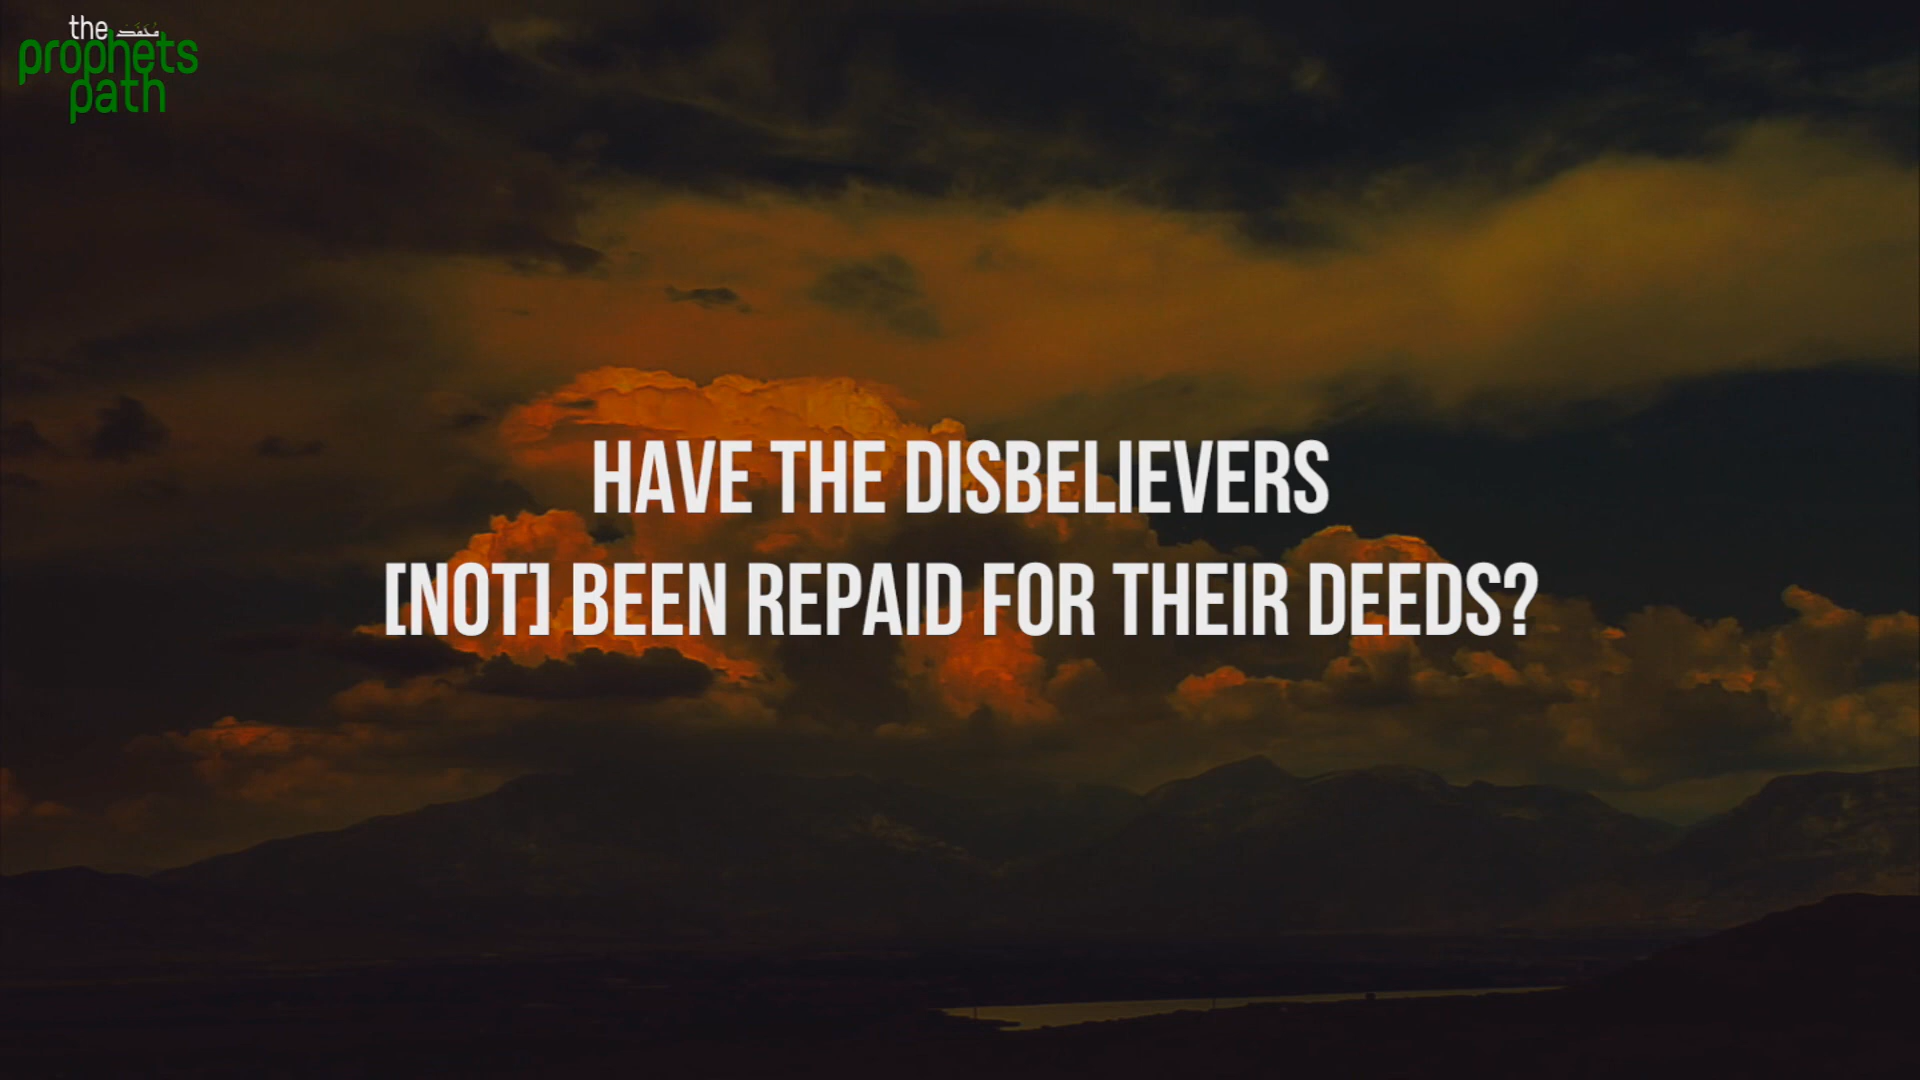 the مُحَمَّد
prophets
path
HAVE THE DISBELIEVERS
[NOT] BEEN REPAID FOR THEIR DEEDS?